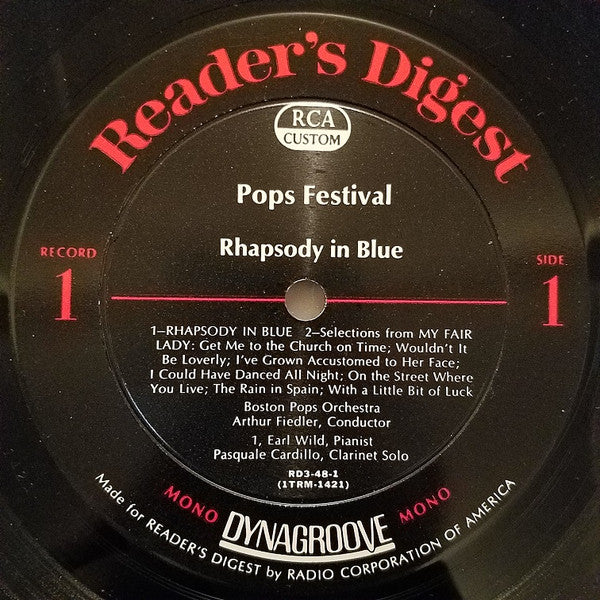 Reader's Digest
RCA
CUSTOM
Pops Festival
Rhapsody in Blue
RECORD
1
SIDE
1
1—RHAPSODY IN BLUE 2—Selections from MY FAIR
LADY: Get Me to the Church on Time; Wouldn't It
Be Loverly; I've Grown Accustomed to Her Face;
I Could Have Danced All Night; On the Street Where
You Live; The Rain in Spain; With a Little Bit of Luck
Boston Pops Orchestra
Arthur Fiedler, Conductor
1, Earl Wild, Pianist
Pasquale Cardillo, Clarinet Solo
RD3-48-1
(1TRM-1421)
MONO DYNAGROOVE MONO
Made for READER'S DIGEST by RADIO CORPORATION OF AMERICA